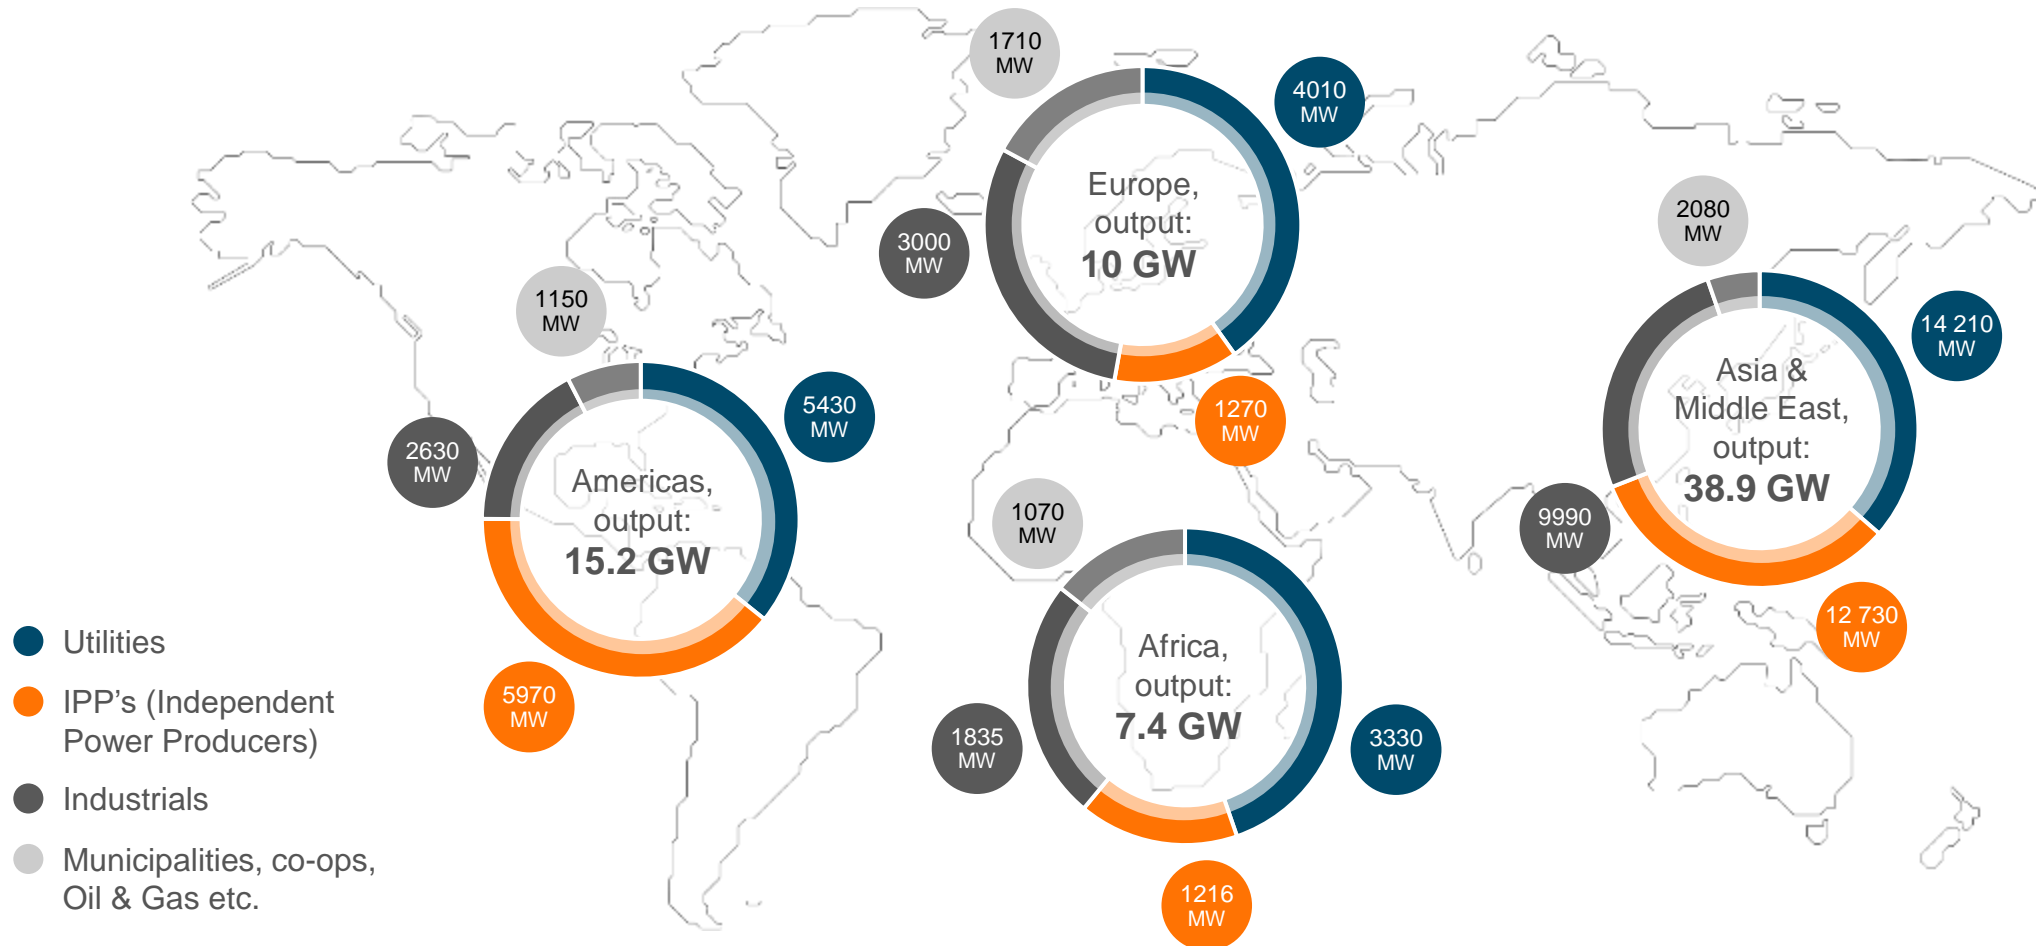 1710
MW
4010
MW
Europe,
output:
10 GW
3000
MW
1270
MW
2080
MW
14 210
MW
Asia &
Middle East,
output:
38.9 GW
9990
MW
12 730
MW
1150
MW
5430
MW
2630
MW
Americas,
output:
15.2 GW
5970
MW
1070
MW
Africa,
output:
7.4 GW
1835
MW
3330
MW
1216
MW
Utilities
IPP's (Independent
Power Producers)
Industrials
Municipalities, co-ops,
Oil & Gas etc.